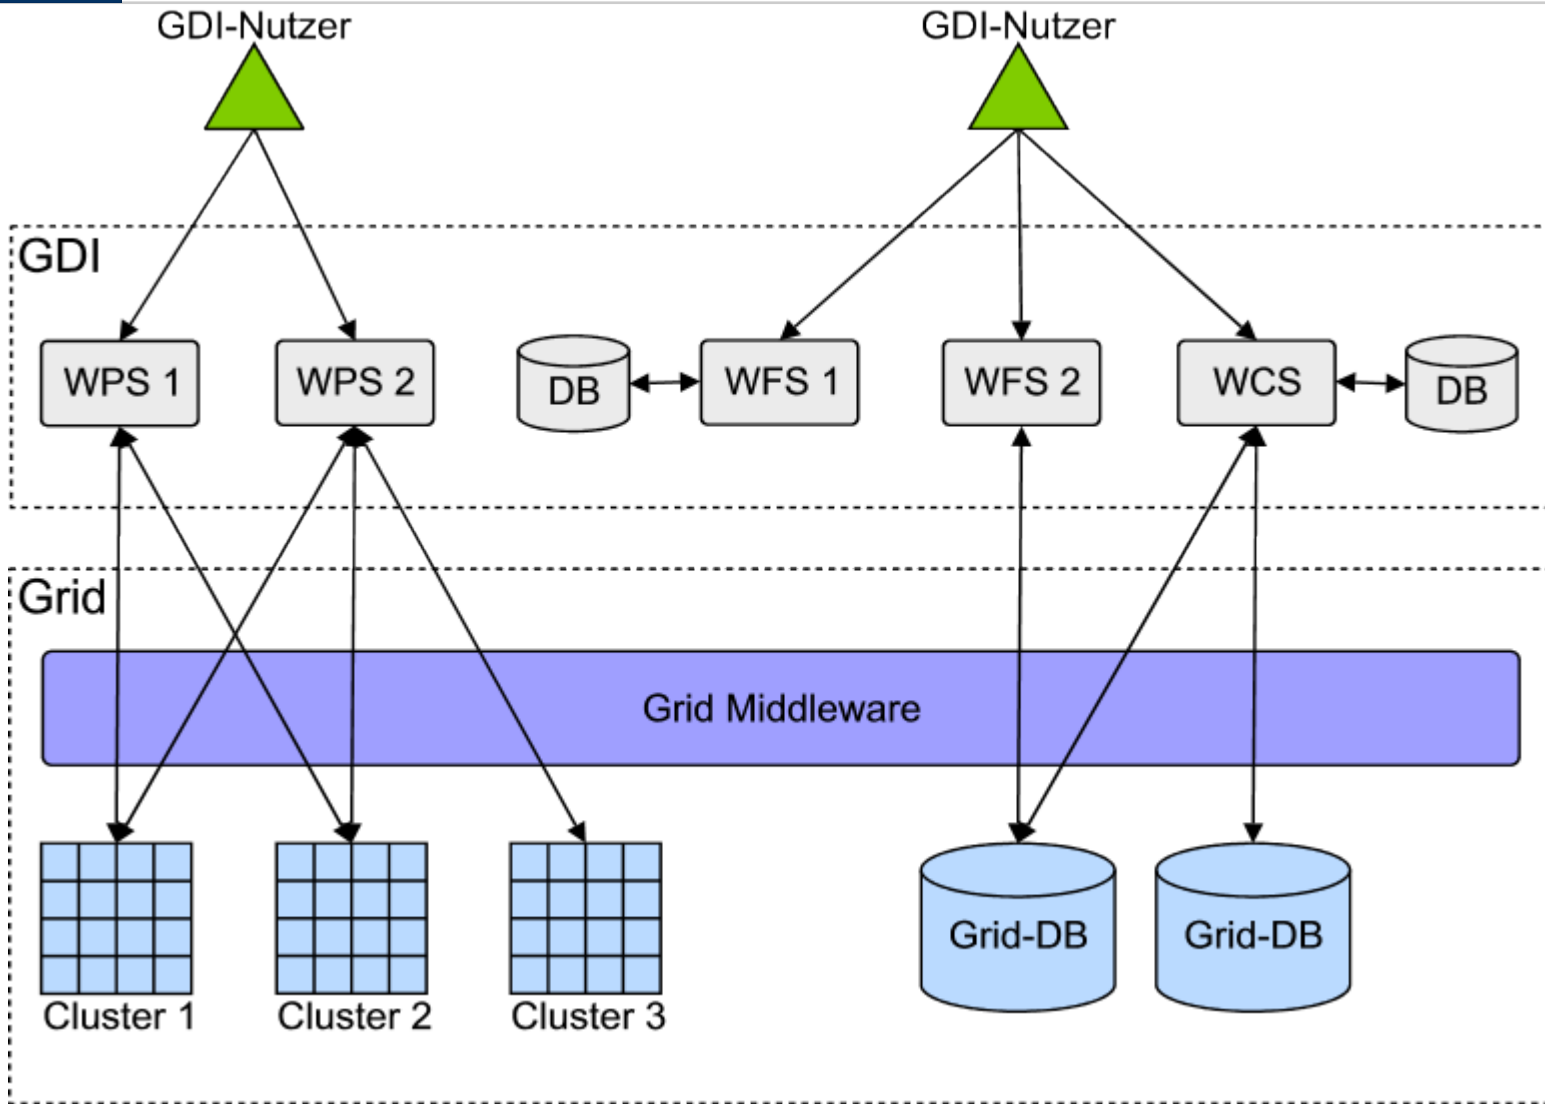 GDI-Nutzer
GDI-Nutzer
GDI
WPS 1
WPS 2
DB
WFS 1
WFS 2
WCS
DB
Grid
Grid Middleware
Grid-DB
Grid-DB
Cluster 1
Cluster 2
Cluster 3